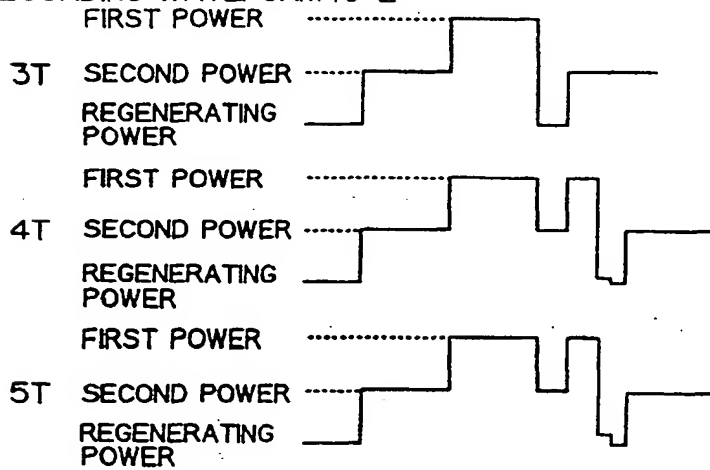 FIRST POWER
3T SECOND POWER
REGENERATING
POWER
FIRST POWER
4T SECOND POWER
REGENERATING
POWER
FIRST POWER
5T SECOND POWER
REGENERATING
POWER